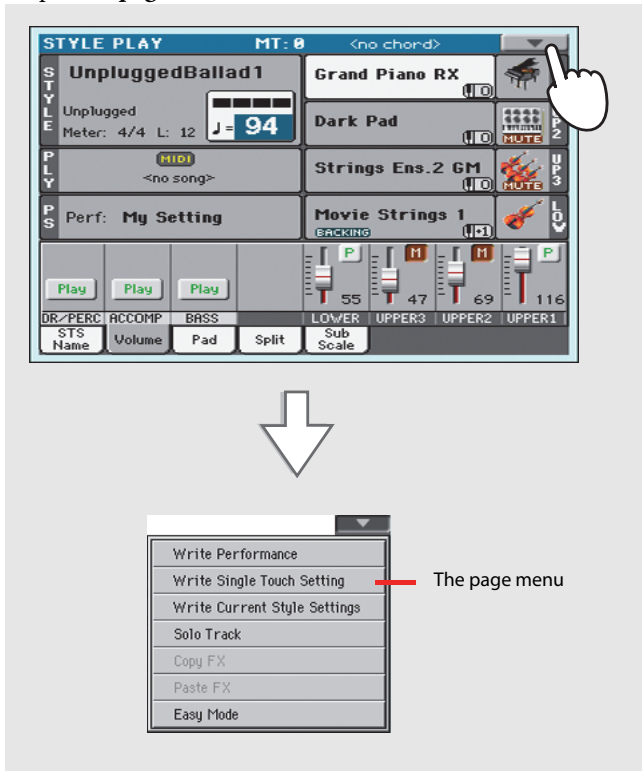 STYLE PLAY MT: 0 <no chord>
STYLE
UnpluggedBallad1
Unplugged
Meter: 4/4 L: 12 ♩= 94
Grand Piano RX
0
Dark Pad
0
MUTE
UP2
PLY
MIDI
<no song>
Strings Ens.2 GM
0
MUTE
UP3
PS
Perf: My Setting
Movie Strings 1
BACKING
+1
LOW
Play Play Play
P 55 M 47 M 69 P 116
DR/PERC ACCOMP BASS LOWER UPPER3 UPPER2 UPPER1
STS Name Volume Pad Split Sub Scale
Write Performance
Write Single Touch Setting
The page menu
Write Current Style Settings
Solo Track
Copy FX
Paste FX
Easy Mode